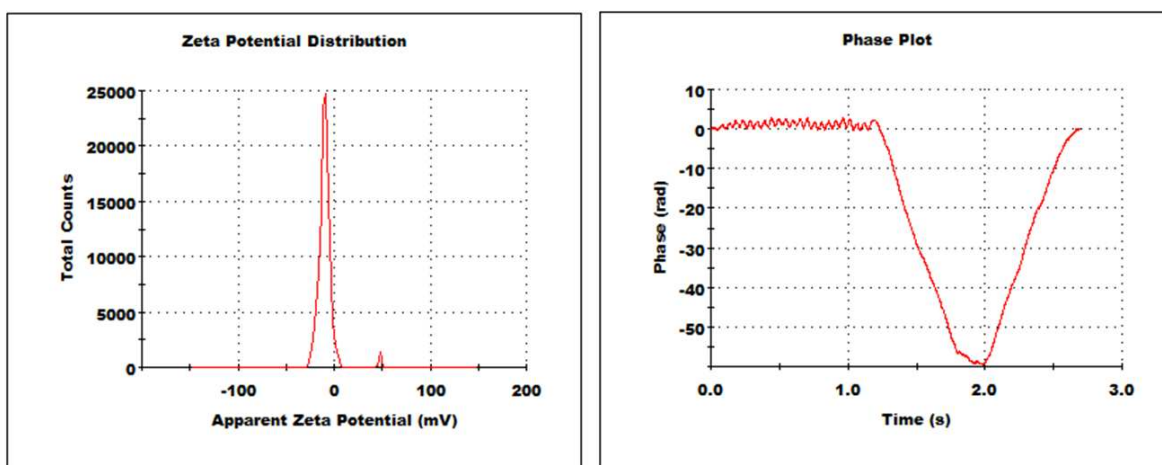 Zeta Potential Distribution
25000
20000
15000
10000
5000
0
Total Counts
-100 0 100 200
Apparent Zeta Potential (mV)
Phase Plot
10
0
-10
-20
-30
-40
-50
Phase (rad)
0.0 1.0 2.0 3.0
Time (s)